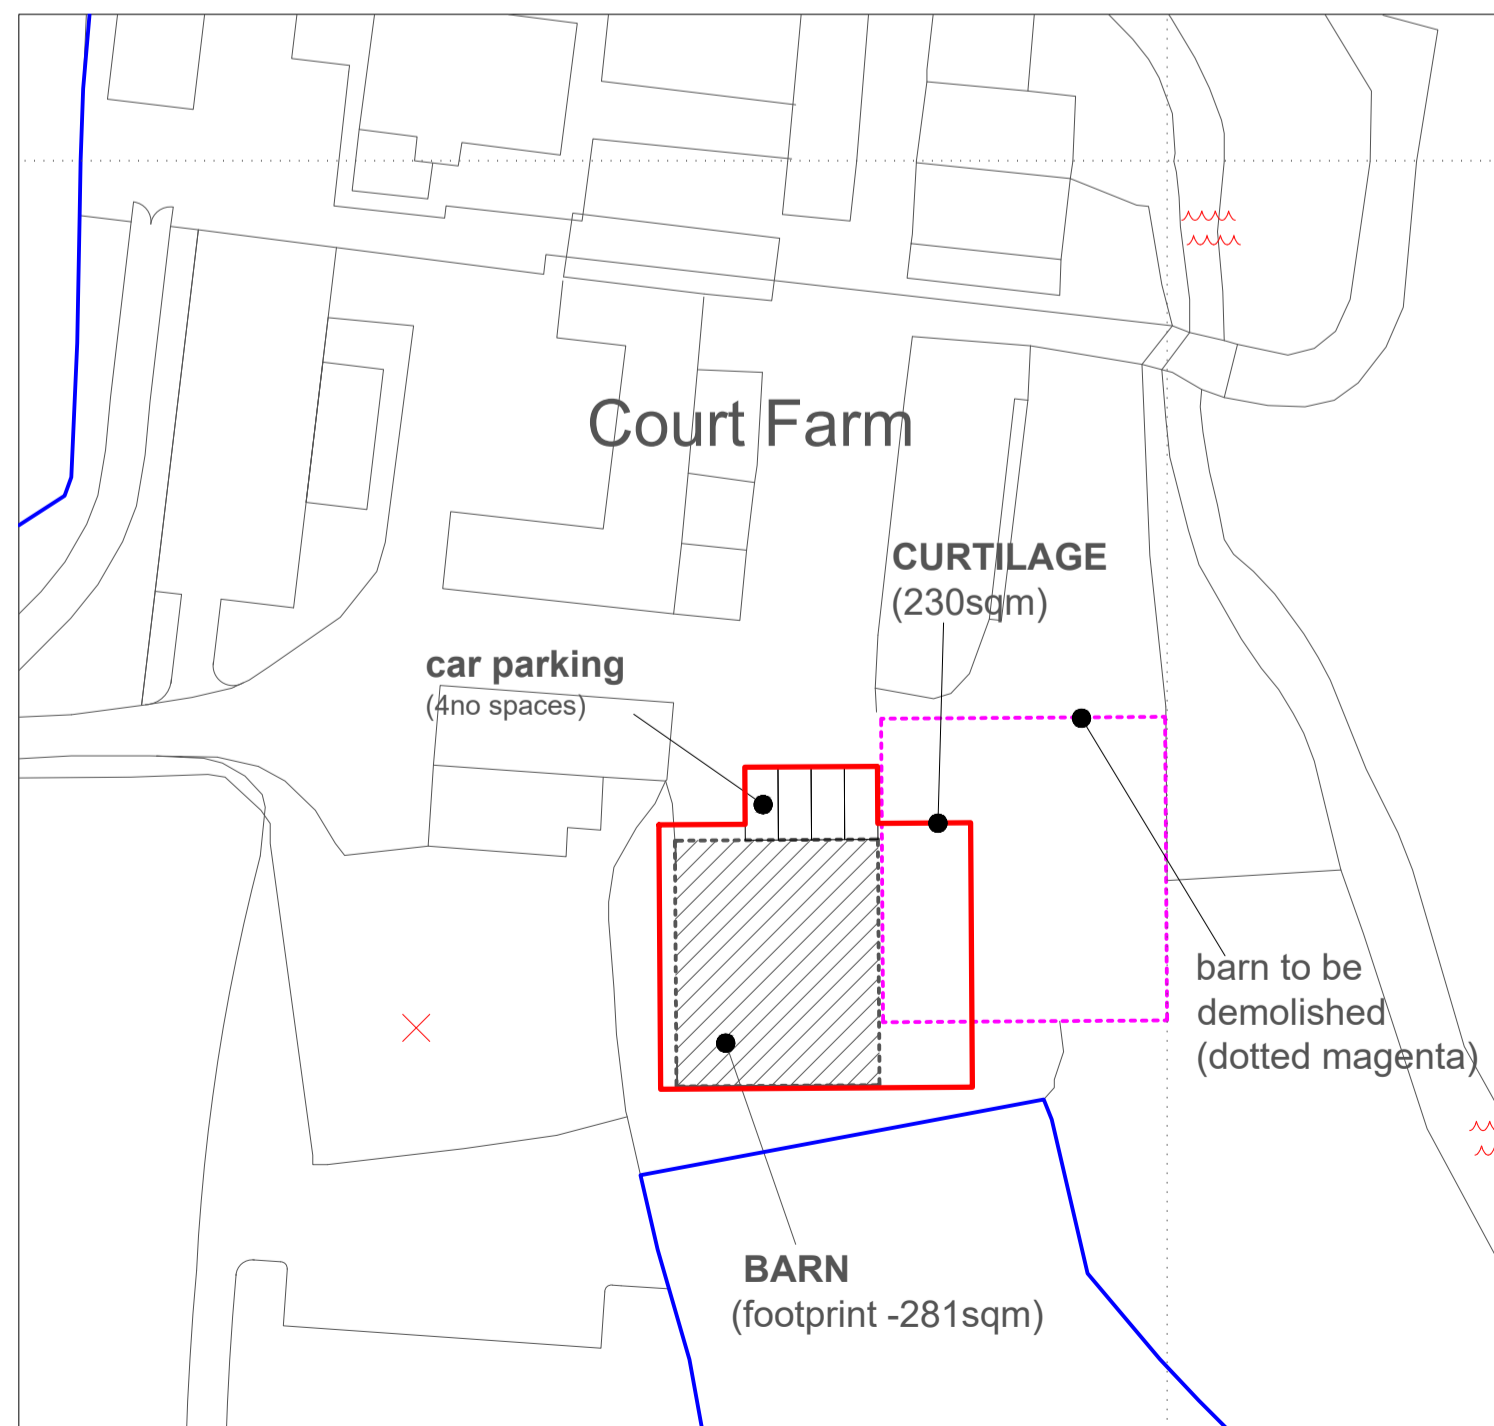 Court Farm
CURTILAGE
(230sqm)
car parking
(4no spaces)
barn to be
demolished
(dotted magenta)
BARN
(footprint -281sqm)